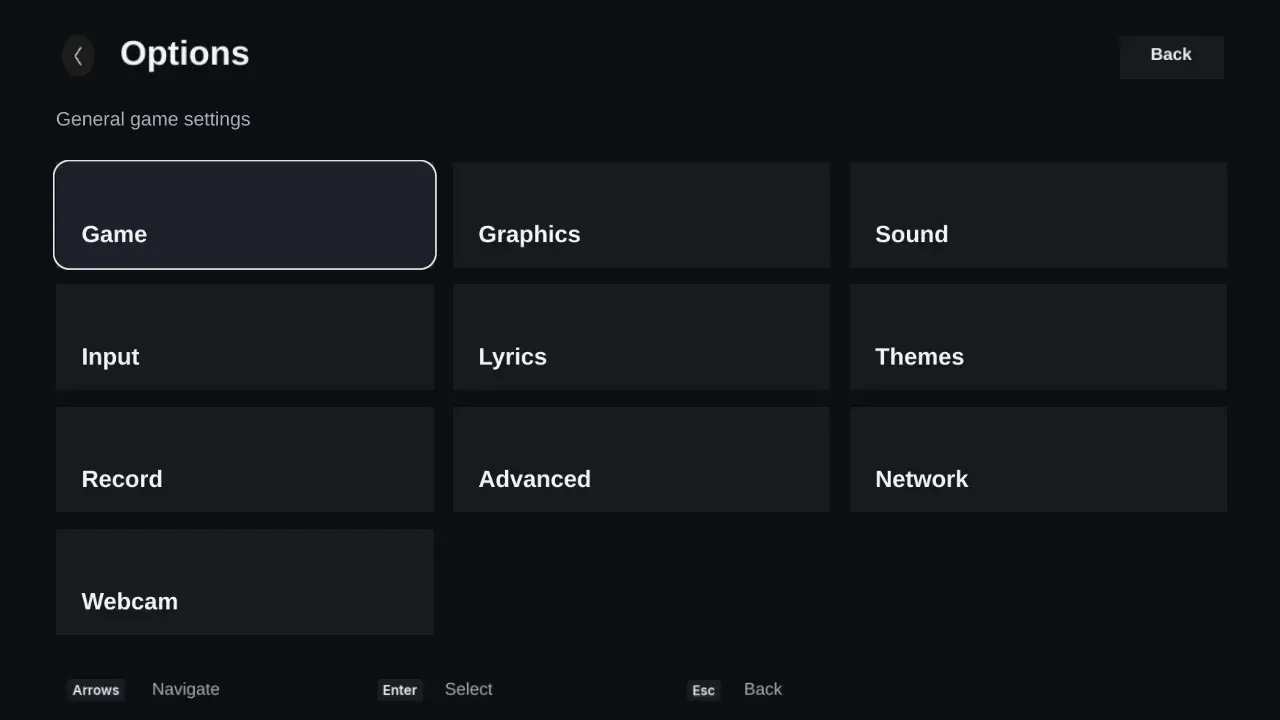 Options
Back
General game settings
Game
Graphics
Sound
Input
Lyrics
Themes
Record
Advanced
Network
Webcam
Arrows Navigate
Enter Select
Esc Back